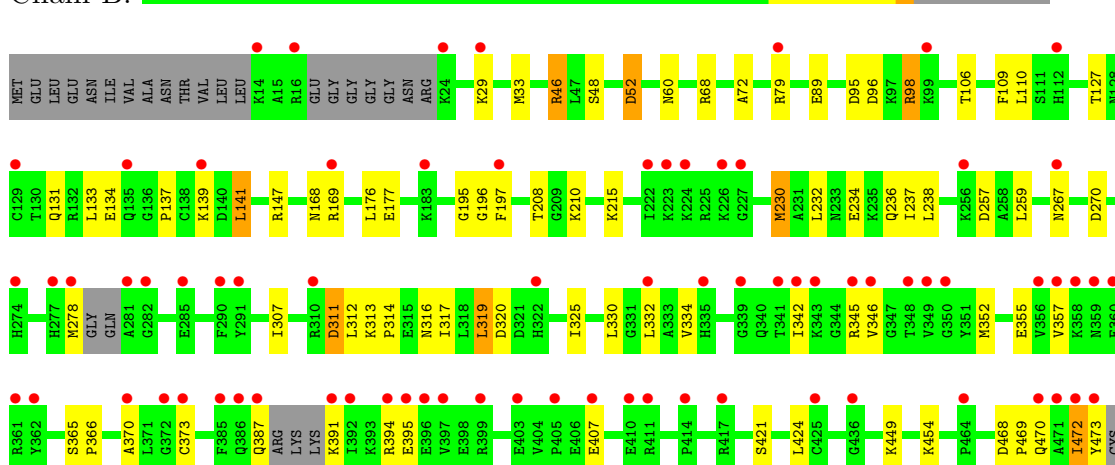 MET GLU LEU GLU ASN ILE VAL ALA ASN THR VAL LEU LEU K14 A15 R16 GLU GLY GLY GLY GLY ASN ARG K24 K29 M33 R46 L47 S48 D52 N60 R68 A72 R79 E89 D95 D96 K97 R98 K99 T106 F109 L110 S111 H112 T127 N128
C129 T130 Q131 R132 L133 E134 Q135 G136 P137 C138 K139 D140 L141 R147 N168 R169 L176 E177 K183 G195 G196 F197 T208 G209 K210 K215 I222 K223 K224 R225 K226 G227 M230 A231 L232 N233 E234 K235 Q236 I237 L238 K256 D257 A258 L259 N267 D270
H274 H277 M278 GLY GLN A281 G282 E285 F290 Y291 I307 R310 D311 L312 K313 P314 E315 N316 I317 L318 L319 D320 D321 H322 I325 L330 G331 L332 A333 V334 H335 G339 Q340 T341 I342 K343 G344 R345 V346 G347 T348 V349 G350 Y351 M352 E355 V356 V357 K358 N359
R361 Y362 S365 P366 A370 L371 G372 C373 F385 Q386 Q387 ARG LYS LYS K391 I392 K393 R394 E395 E396 V397 E398 R399 E403 V404 P405 E406 E407 E410 R411 P414 R417 S421 L424 C425 G436 K449 K454 P464 D468 P469 Q470 A471 I472 Y473 LYS